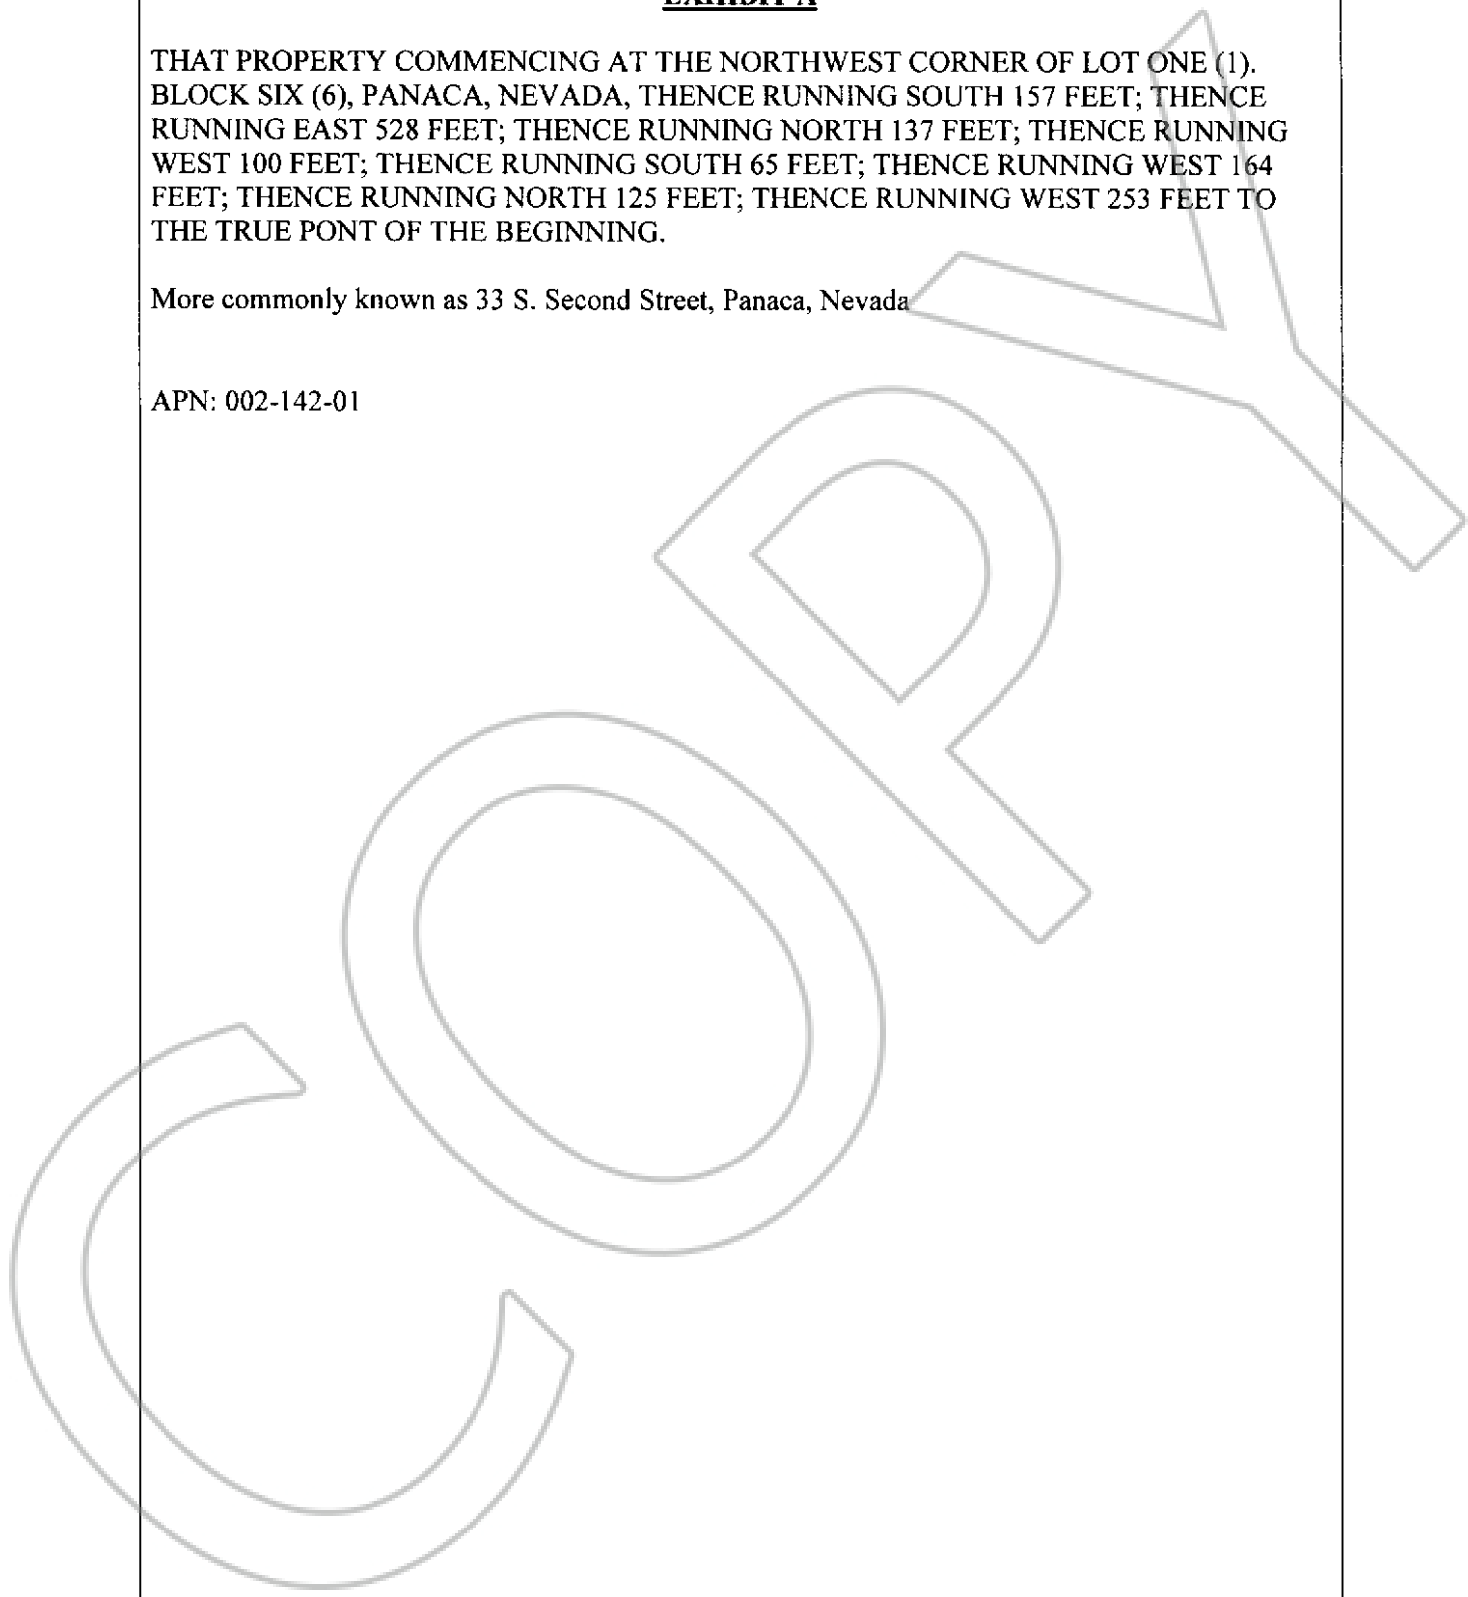 EXHIBIT A
THAT PROPERTY COMMENCING AT THE NORTHWEST CORNER OF LOT ONE (1).
BLOCK SIX (6), PANACA, NEVADA, THENCE RUNNING SOUTH 157 FEET; THENCE
RUNNING EAST 528 FEET; THENCE RUNNING NORTH 137 FEET; THENCE RUNNING
WEST 100 FEET; THENCE RUNNING SOUTH 65 FEET; THENCE RUNNING WEST 164
FEET; THENCE RUNNING NORTH 125 FEET; THENCE RUNNING WEST 253 FEET TO
THE TRUE PONT OF THE BEGINNING.
More commonly known as 33 S. Second Street, Panaca, Nevada
APN: 002-142-01
COPY